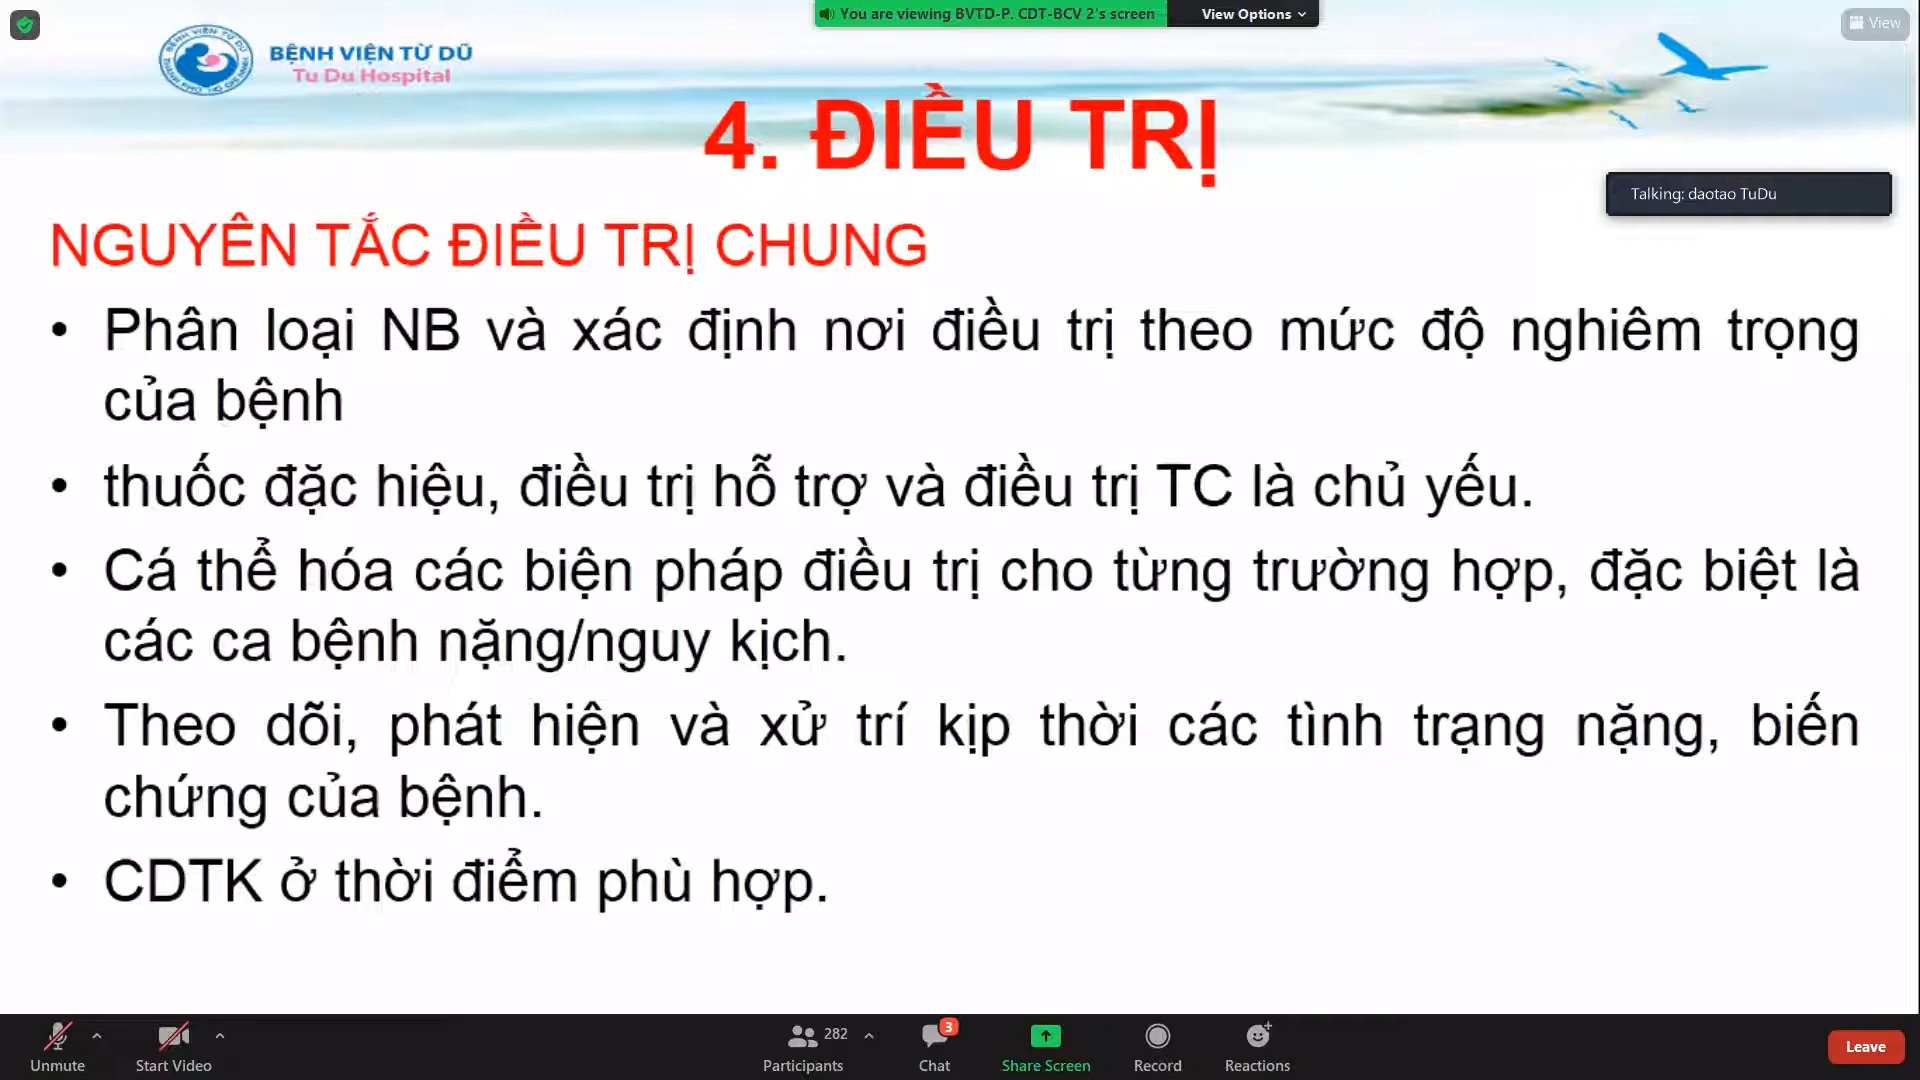 You are viewing BVTD-P. CDT-BCV 2's screen
View Options
View
BỆNH VIỆN TỪ DŨ
Tu Du Hospital
4. ĐIỀU TRỊ
Talking: daotao TuDu
NGUYÊN TẮC ĐIỀU TRỊ CHUNG
• Phân loại NB và xác định nơi điều trị theo mức độ nghiêm trọng
của bệnh
• thuốc đặc hiệu, điều trị hỗ trợ và điều trị TC là chủ yếu.
• Cá thể hóa các biện pháp điều trị cho từng trường hợp, đặc biệt là
các ca bệnh nặng/nguy kịch.
• Theo dõi, phát hiện và xử trí kịp thời các tình trạng nặng, biến
chứng của bệnh.
• CDTK ở thời điểm phù hợp.
282
3
Unmute
Start Video
Participants
Chat
Share Screen
Record
Reactions
Leave